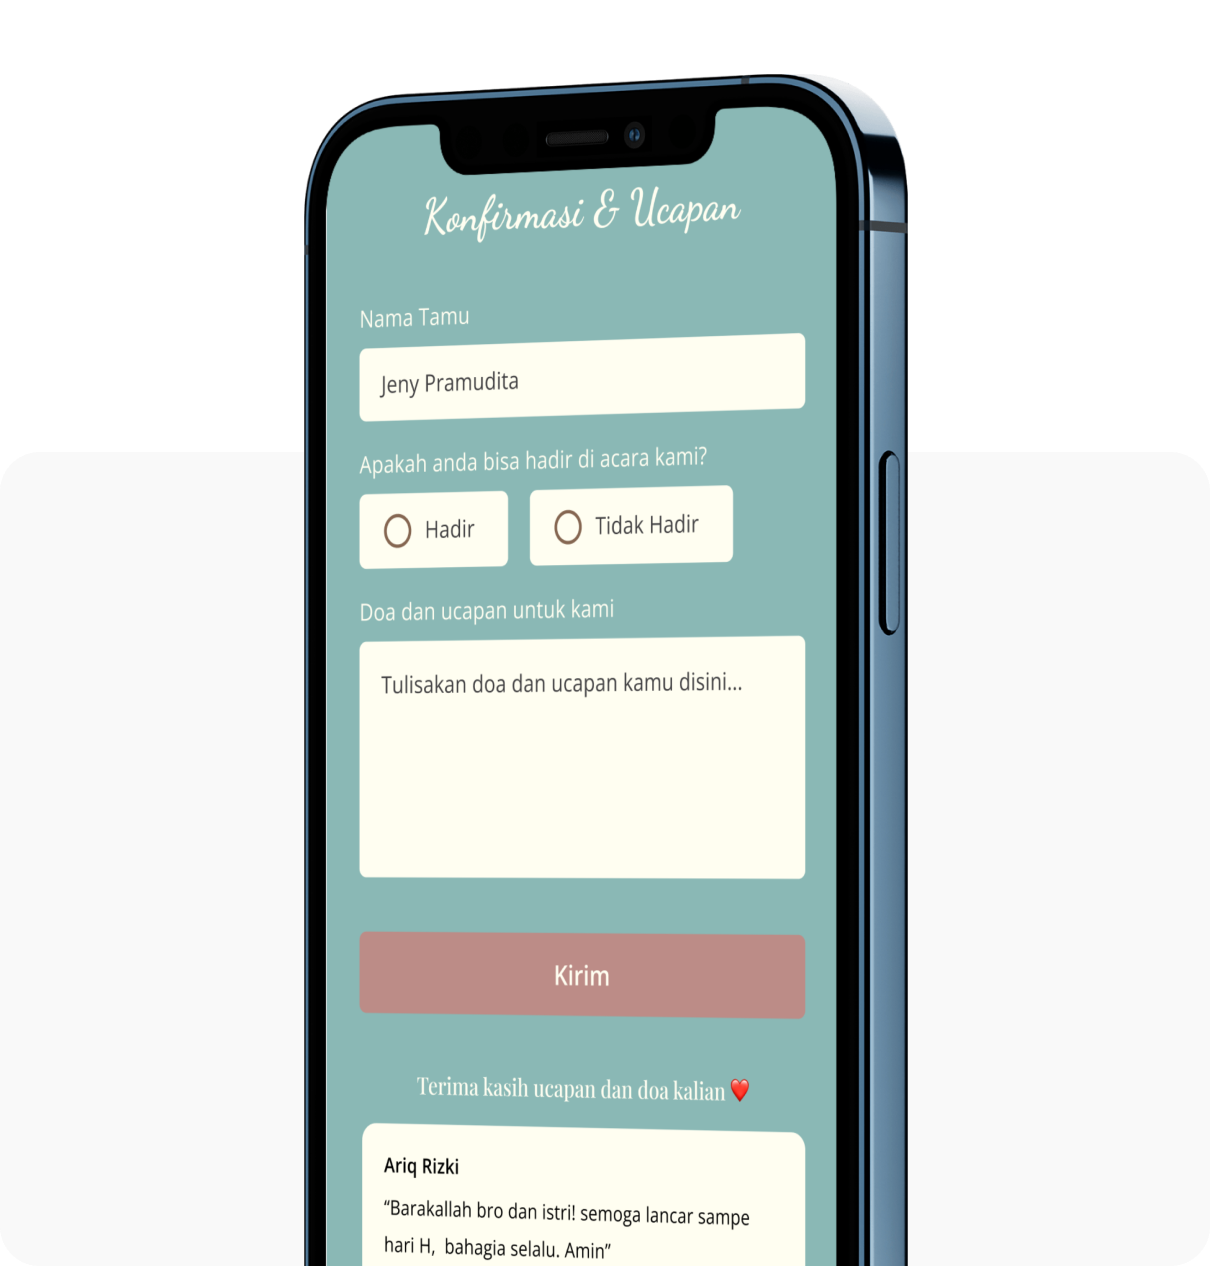 Konfirmasi & Ucapan
Nama Tamu
Jeny Pramudita
Apakah anda bisa hadir di acara kami?
Hadir
Tidak Hadir
Doa dan ucapan untuk kami
Tulisakan doa dan ucapan kamu disini...
Kirim
Terima kasih ucapan dan doa kalian ❤️
Ariq Rizki
“Barakallah bro dan istri! semoga lancar sampe
hari H, bahagia selalu. Amin”